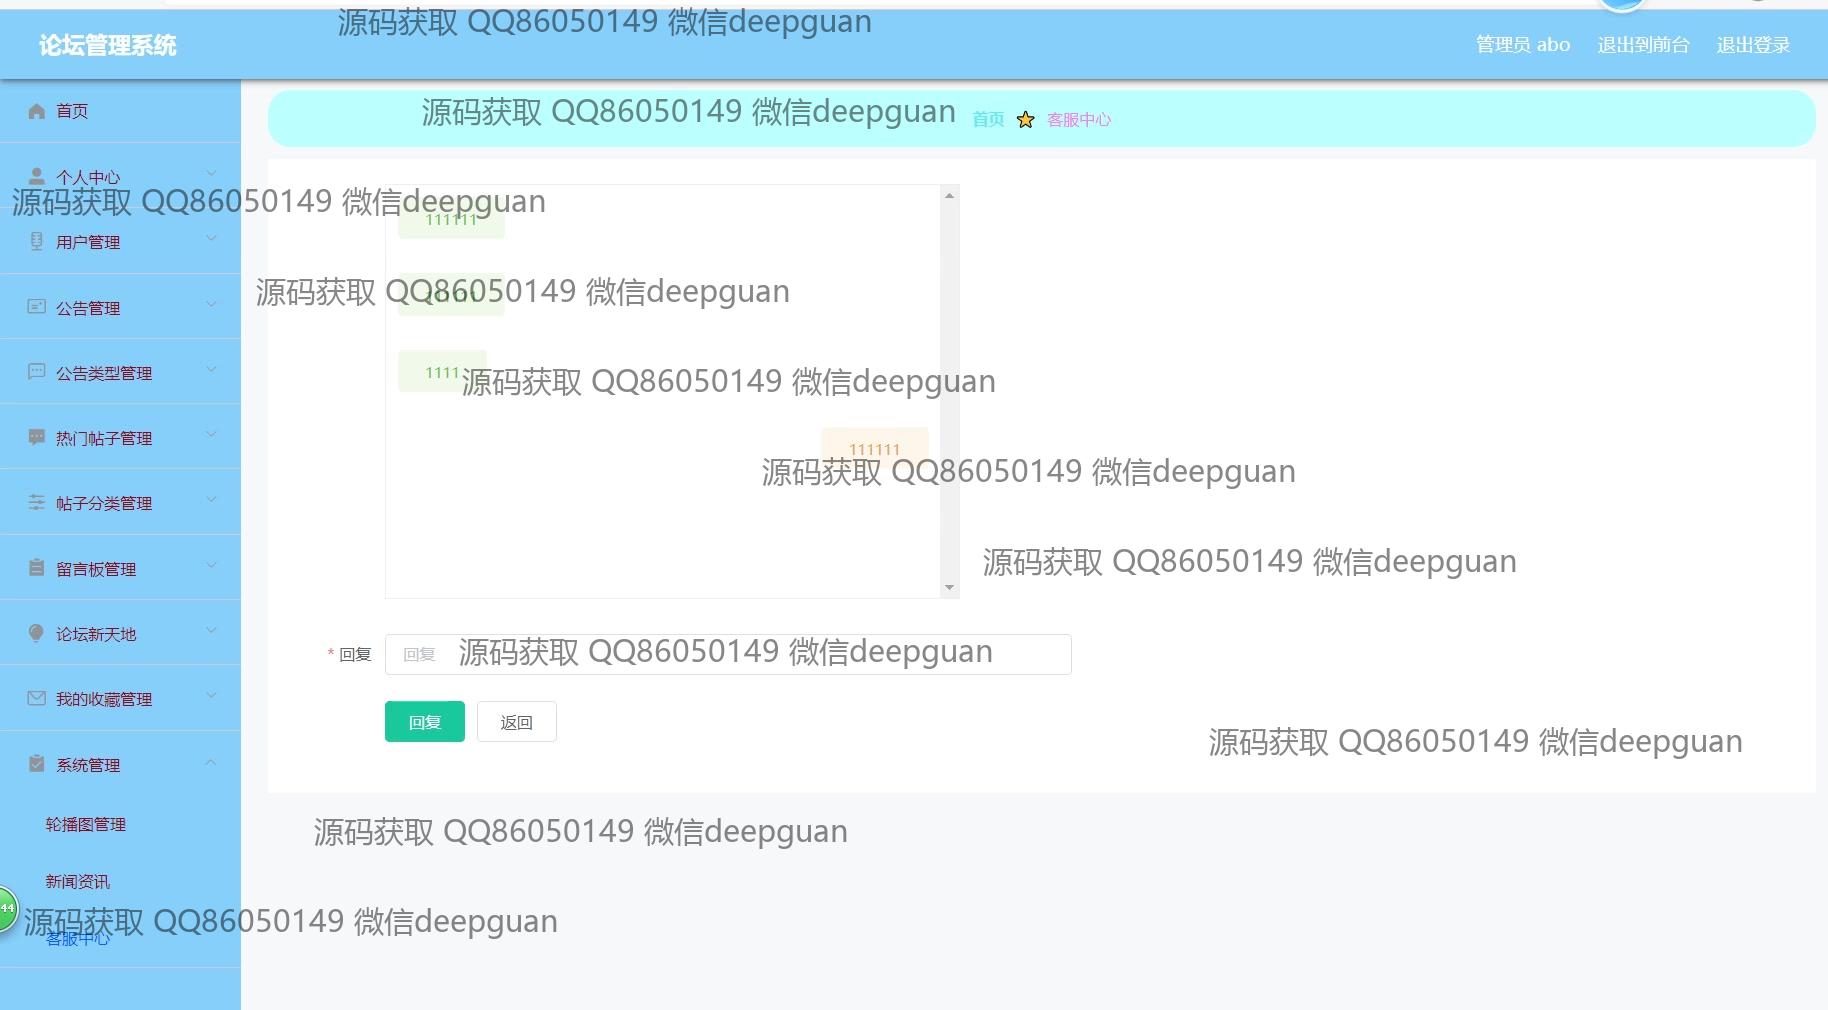 源码获取 QQ86050149 微信deepguan
论坛管理系统
管理员 abo 退出到前台 退出登录
首页
源码获取 QQ86050149 微信deepguan
首页 客服中心
个人中心
源码获取 QQ86050149 微信deepguan
111111
用户管理
源码获取 QQ86050149 微信deepguan
公告管理
公告类型管理
1111
源码获取 QQ86050149 微信deepguan
热门帖子管理
111111
源码获取 QQ86050149 微信deepguan
帖子分类管理
源码获取 QQ86050149 微信deepguan
留言板管理
论坛新天地
* 回复 回复
源码获取 QQ86050149 微信deepguan
我的收藏管理
回复 返回
源码获取 QQ86050149 微信deepguan
系统管理
轮播图管理
源码获取 QQ86050149 微信deepguan
新闻资讯
44
源码获取 QQ86050149 微信deepguan
客服中心